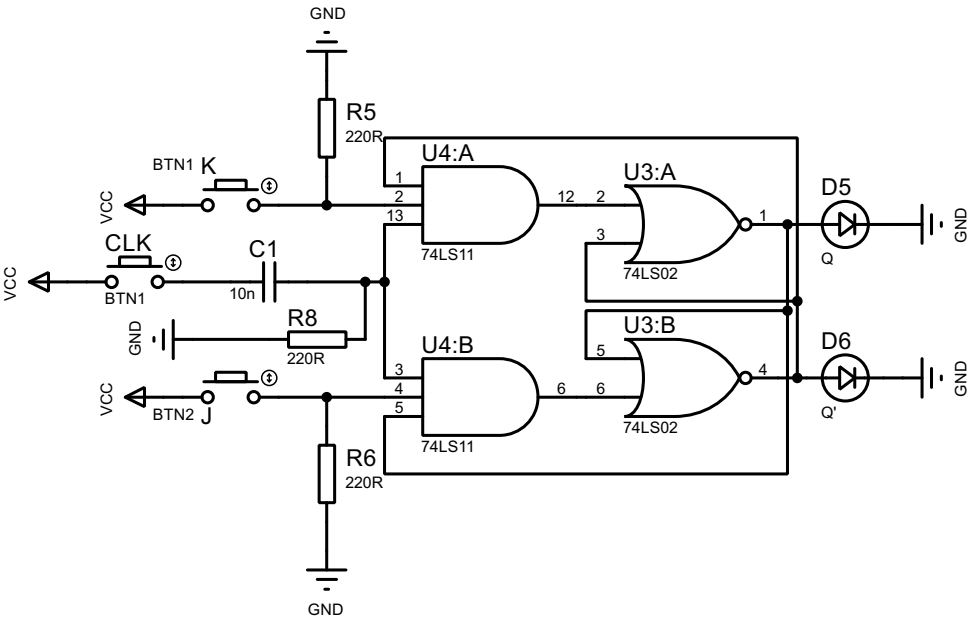 GND
R5
220R
BTN1 K
VCC
U4:A
1
2
13
12
74LS11
U3:A
2
3
1
74LS02
D5
Q
GND
CLK
VCC
BTN1
C1
10n
R8
220R
GND
U4:B
3
4
5
6
74LS11
U3:B
5
6
4
74LS02
D6
Q'
GND
VCC
BTN2 J
R6
220R
GND